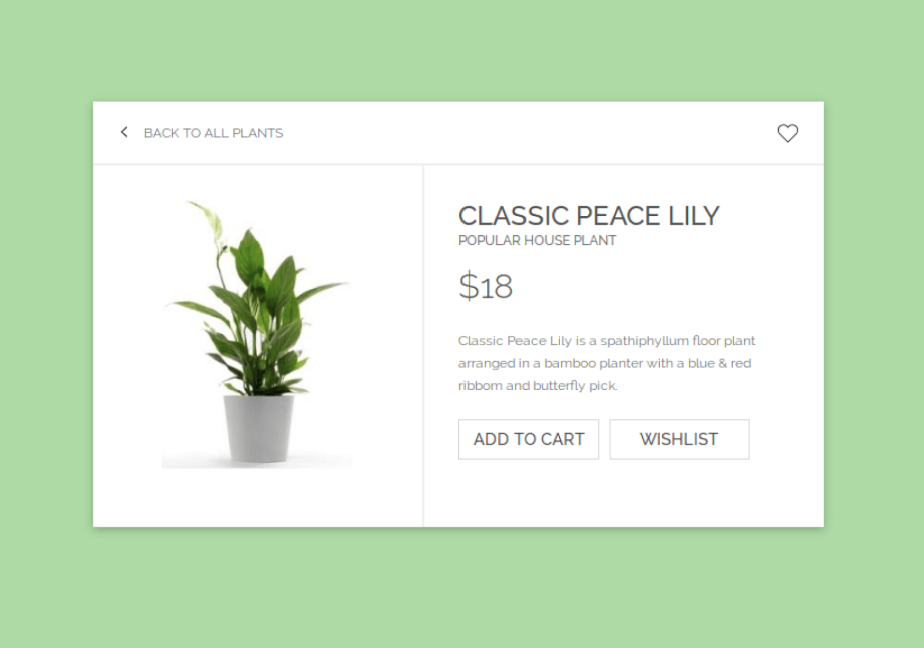 BACK TO ALL PLANTS
CLASSIC PEACE LILY
POPULAR HOUSE PLANT
$18
Classic Peace Lily is a spathiphyllum floor plant
arranged in a bamboo planter with a blue & red
ribbom and butterfly pick.
ADD TO CART
WISHLIST